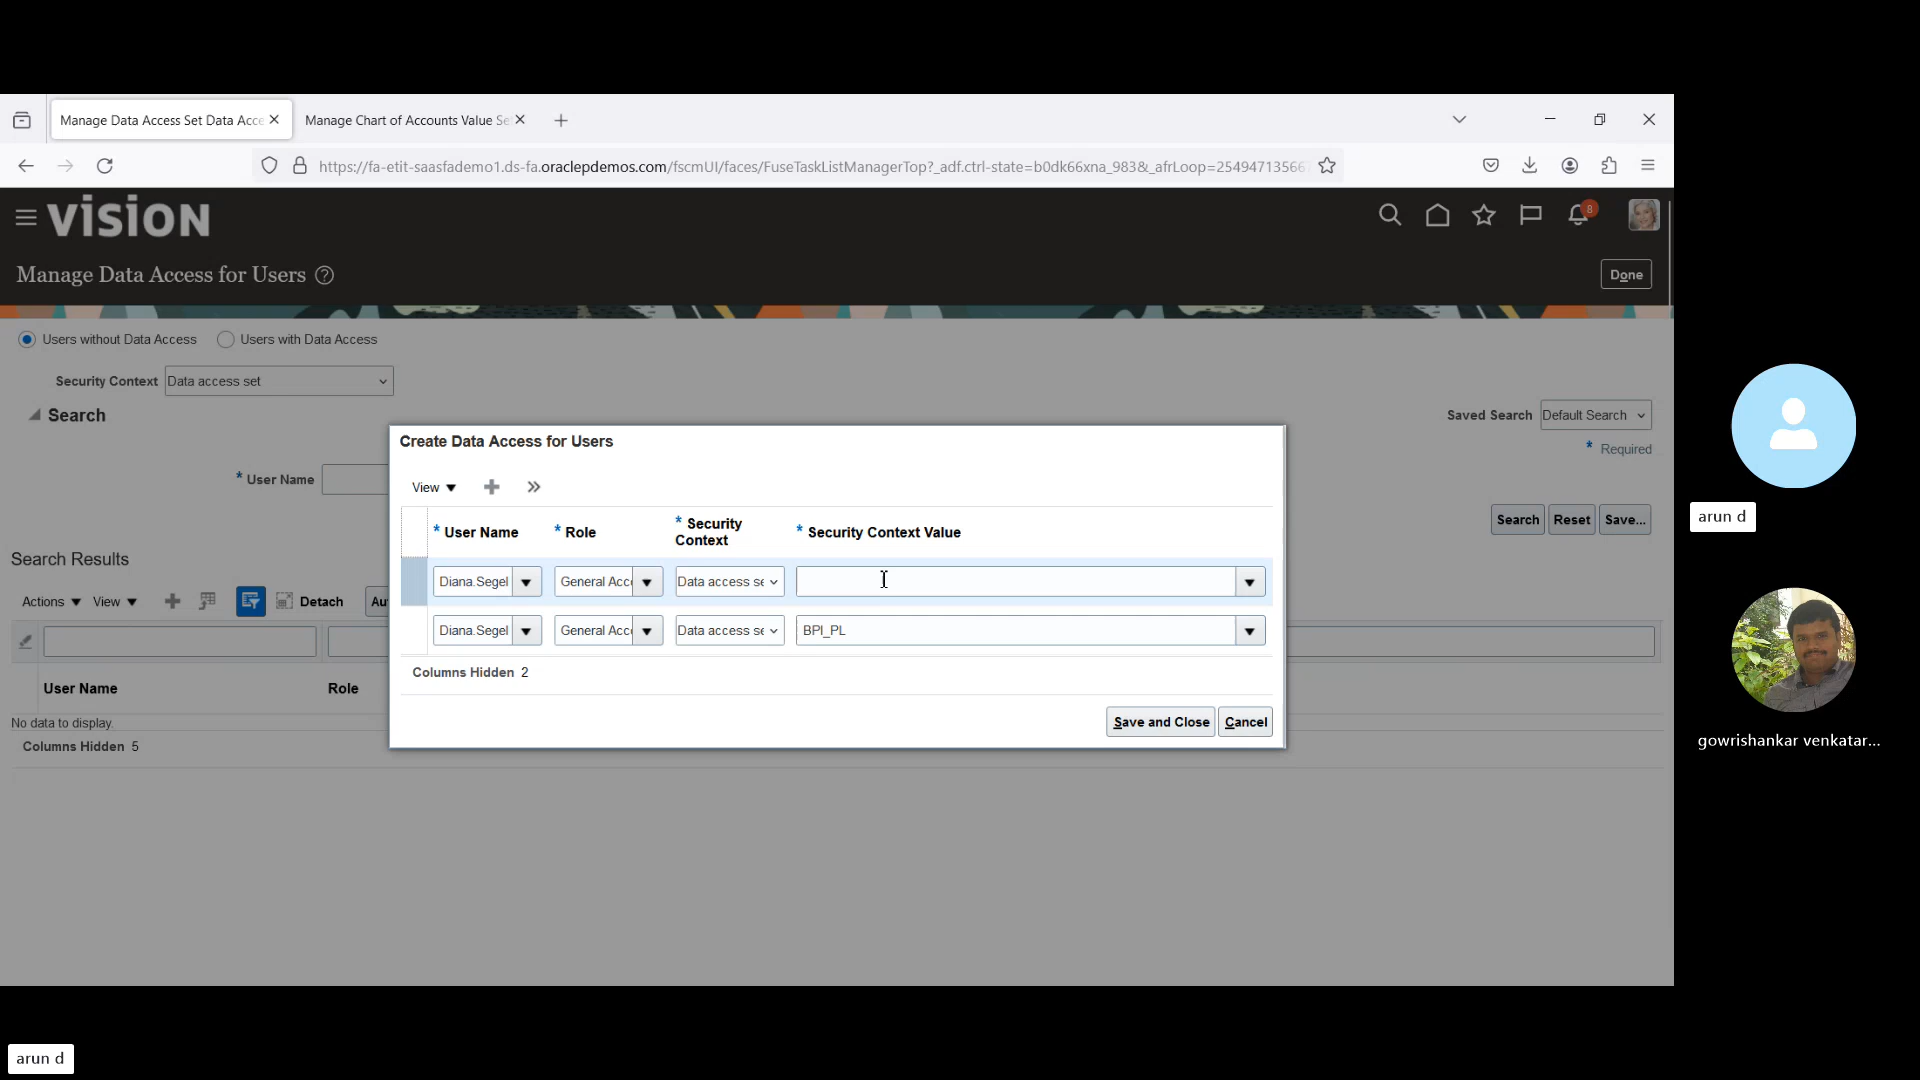 Manage Data Access Set Data Acce
Manage Chart of Accounts Value Se
https://fa-etit-saasfademo1.ds-fa.oraclepdemos.com/fscmUI/faces/FuseTaskListManagerTop?_adf.ctrl-state=b0dk66xna_983&_afrLoop=254947135667
vision
8
Manage Data Access for Users
Done
Users without Data Access
Users with Data Access
Security Context
Data access set
Search
Saved Search
Default Search
* Required
* User Name
Search
Reset
Save...
Search Results
Actions
View
Detach
Au
User Name
Role
No data to display.
Columns Hidden 5
Create Data Access for Users
View
* User Name
* Role
* Security Context
* Security Context Value
Diana.Segel
General Acc
Data access se
Diana.Segel
General Acc
Data access se
BPI_PL
Columns Hidden 2
Save and Close
Cancel
arun d
gowrishankar venkatar...
arun d